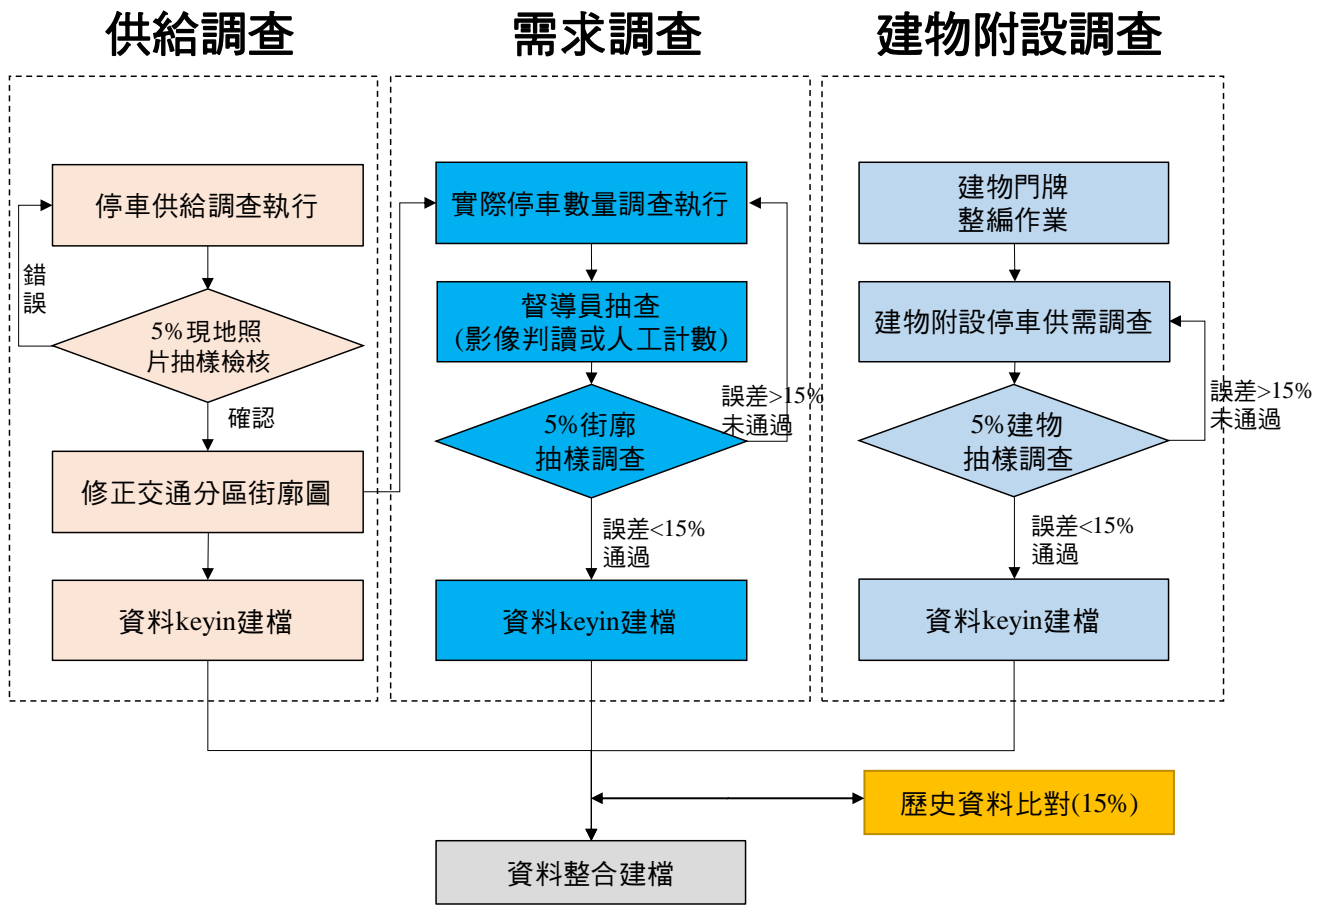 供給調查
停車供給調查執行
錯
誤
5%現地照
片抽樣檢核
確認
修正交通分區街廓圖
資料keyin建檔
需求調查
實際停車數量調查執行
督導員抽查
(影像判讀或人工計數)
誤差>15%
未通過
5%街廓
抽樣調查
誤差<15%
通過
資料keyin建檔
建物附設調查
建物門牌
整編作業
建物附設停車供需調查
誤差>15%
未通過
5%建物
抽樣調查
誤差<15%
通過
資料keyin建檔
歷史資料比對(15%)
資料整合建檔